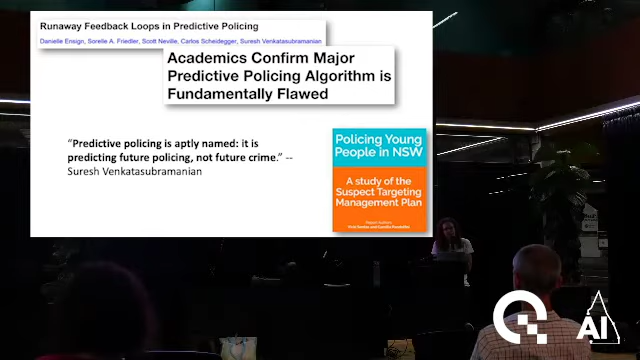 Runaway Feedback Loops in Predictive Policing
Danielle Ensign, Sorelle A. Friedler, Scott Neville, Carlos Scheidegger, Suresh Venkatasubramanian
Academics Confirm Major
Predictive Policing Algorithm is
Fundamentally Flawed
"Predictive policing is aptly named: it is
predicting future policing, not future crime." --
Suresh Venkatasubramanian
Policing Young
People in NSW
A study of the
Suspect Targeting
Management Plan
AI